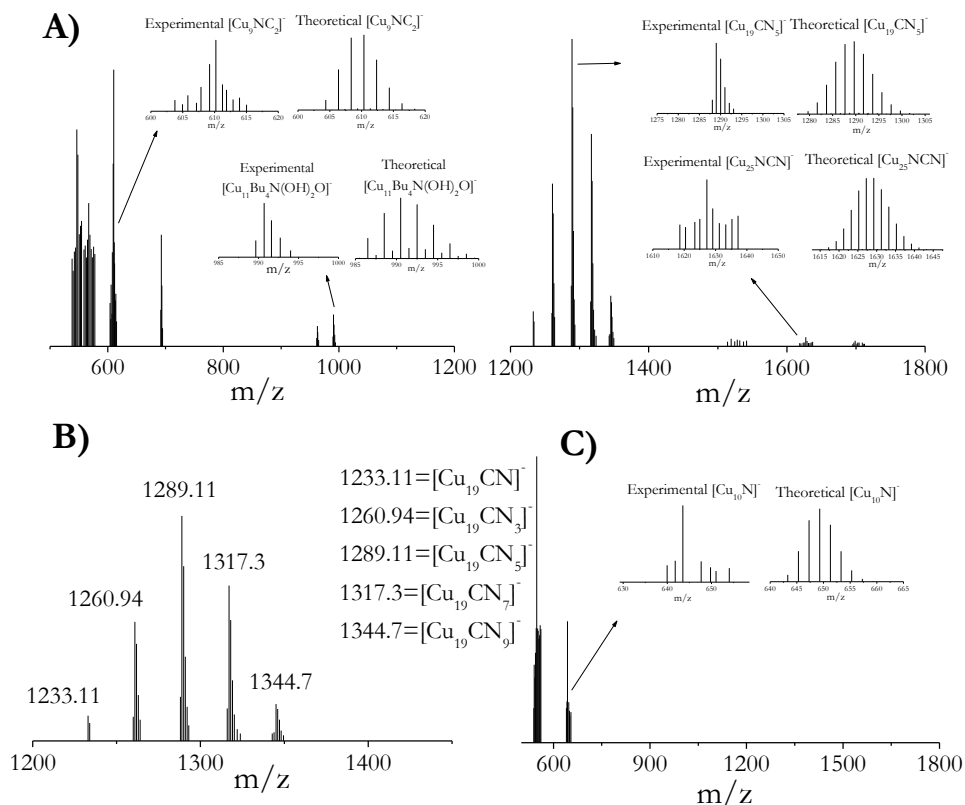 A)
Experimental [Cu₉NC₂]⁻
Theoretical [Cu₉NC₂]⁻
600 605 610 615 620
m/z
600 605 610 615 620
m/z
Experimental
[Cu₁₁Bu₄N(OH)₂O]⁻
Theoretical
[Cu₁₁Bu₄N(OH)₂O]⁻
985 990 995 1000
m/z
985 990 995 1000
m/z
600 800 1000 1200
m/z
Experimental [Cu₁₉CN₅]⁻
Theoretical [Cu₁₉CN₅]⁻
1275 1280 1285 1290 1295 1300 1305
m/z
1280 1285 1290 1295 1300 1305
m/z
Experimental [Cu₂₅NCN]⁻
Theoretical [Cu₂₅NCN]⁻
1610 1620 1630 1640 1650
m/z
1615 1620 1625 1630 1635 1640 1645
m/z
1200 1400 1600 1800
m/z
B)
1289.11
1317.3
1260.94
1233.11
1344.7
1233.11=[Cu₁₉CN]⁻
1260.94=[Cu₁₉CN₃]⁻
1289.11=[Cu₁₉CN₅]⁻
1317.3=[Cu₁₉CN₇]⁻
1344.7=[Cu₁₉CN₉]⁻
1200 1300 1400
m/z
C)
Experimental [Cu₁₀N]⁻
Theoretical [Cu₁₀N]⁻
630 640 650
m/z
640 645 650 655 660 665
m/z
600 900 1200 1500 1800
m/z